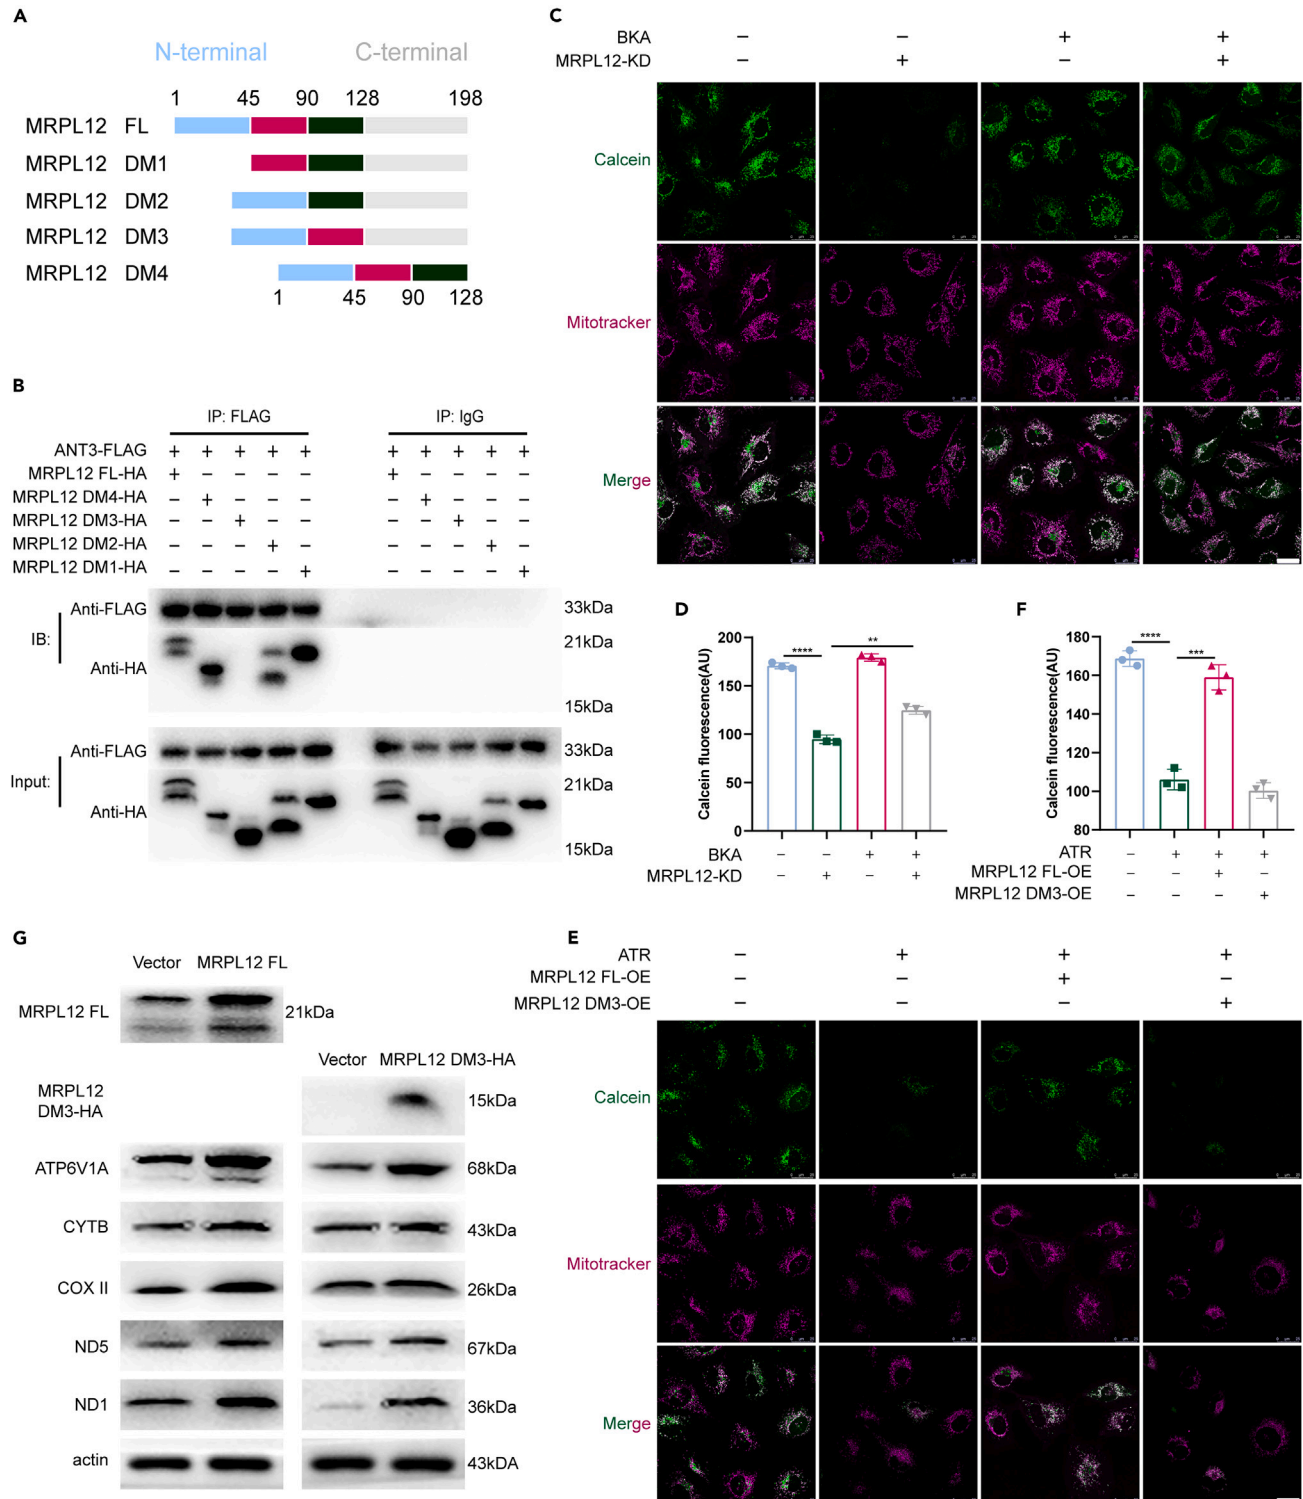 A
N-terminal C-terminal
1 45 90 128 198
MRPL12 FL
MRPL12 DM1
MRPL12 DM2
MRPL12 DM3
MRPL12 DM4
1 45 90 128
B
IP: FLAG IP: IgG
ANT3-FLAG + + + + + + + + + +
MRPL12 FL-HA + − − − − + − − − −
MRPL12 DM4-HA − + − − − − + − − −
MRPL12 DM3-HA − − + − − − − + − −
MRPL12 DM2-HA − − − + − − − − + −
MRPL12 DM1-HA − − − − + − − − − +
Anti-FLAG 33kDa
IB:
21kDa
Anti-HA
15kDa
Anti-FLAG 33kDa
Input:
21kDa
Anti-HA
15kDa
C
BKA − − + +
MRPL12-KD − + − +
Calcein
Mitotracker
Merge
D
Calcein fluorescence(AU)
200
150
100
50
0
**** **
BKA − − + +
MRPL12-KD − + − +
F
Calcein fluorescence(AU)
180
160
140
120
100
80
**** ***
ATR − + + +
MRPL12 FL-OE − − + −
MRPL12 DM3-OE − − − +
G
Vector MRPL12 FL
MRPL12 FL 21kDa
Vector MRPL12 DM3-HA
MRPL12
DM3-HA
15kDa
ATP6V1A 68kDa
CYTB 43kDa
COX II 26kDa
ND5 67kDa
ND1 36kDa
actin 43kDA
E
ATR − + + +
MRPL12 FL-OE − − + −
MRPL12 DM3-OE − − − +
Calcein
Mitotracker
Merge